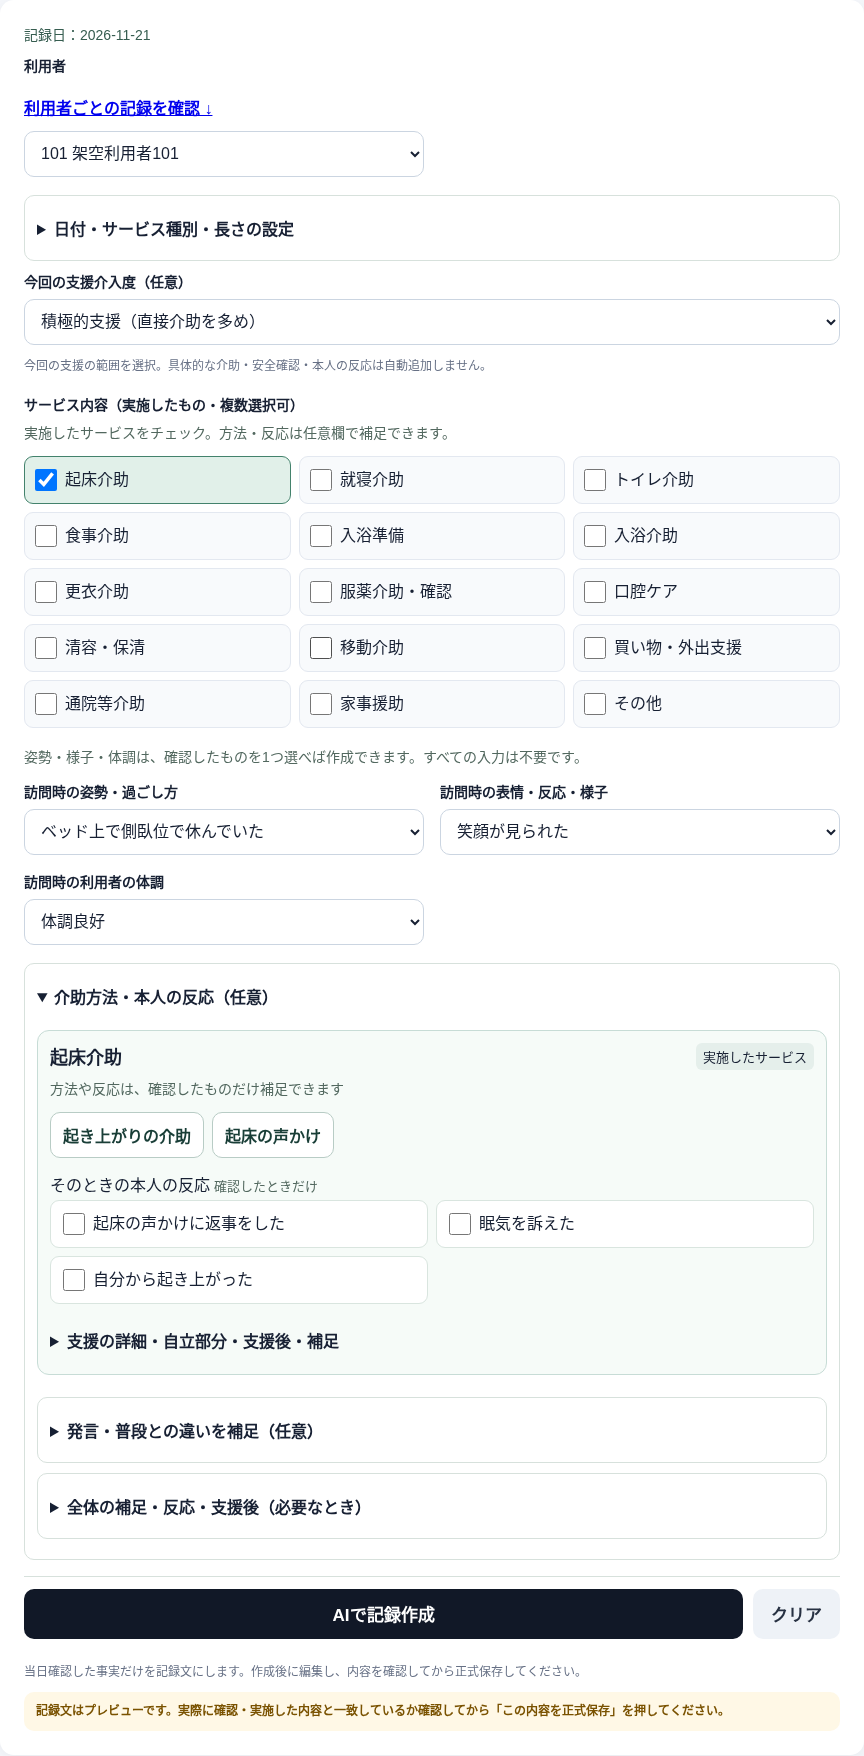 記録日：2026-11-21
利用者
利用者ごとの記録を確認 ↓
101 架空利用者101
▶ 日付・サービス種別・長さの設定
今回の支援介入度（任意）
積極的支援（直接介助を多め）
今回の支援の範囲を選択。具体的な介助・安全確認・本人の反応は自動追加しません。
サービス内容（実施したもの・複数選択可）
実施したサービスをチェック。方法・反応は任意欄で補足できます。
起床介助 就寝介助 トイレ介助
食事介助 入浴準備 入浴介助
更衣介助 服薬介助・確認 口腔ケア
清容・保清 移動介助 買い物・外出支援
通院等介助 家事援助 その他
姿勢・様子・体調は、確認したものを1つ選べば作成できます。すべての入力は不要です。
訪問時の姿勢・過ごし方 訪問時の表情・反応・様子
ベッド上で側臥位で休んでいた 笑顔が見られた
訪問時の利用者の体調
体調良好
▼ 介助方法・本人の反応（任意）
起床介助 実施したサービス
方法や反応は、確認したものだけ補足できます
起き上がりの介助 起床の声かけ
そのときの本人の反応 確認したときだけ
起床の声かけに返事をした 眠気を訴えた
自分から起き上がった
▶ 支援の詳細・自立部分・支援後・補足
▶ 発言・普段との違いを補足（任意）
▶ 全体の補足・反応・支援後（必要なとき）
AIで記録作成 クリア
当日確認した事実だけを記録文にします。作成後に編集し、内容を確認してから正式保存してください。
記録文はプレビューです。実際に確認・実施した内容と一致しているか確認してから「この内容を正式保存」を押してください。